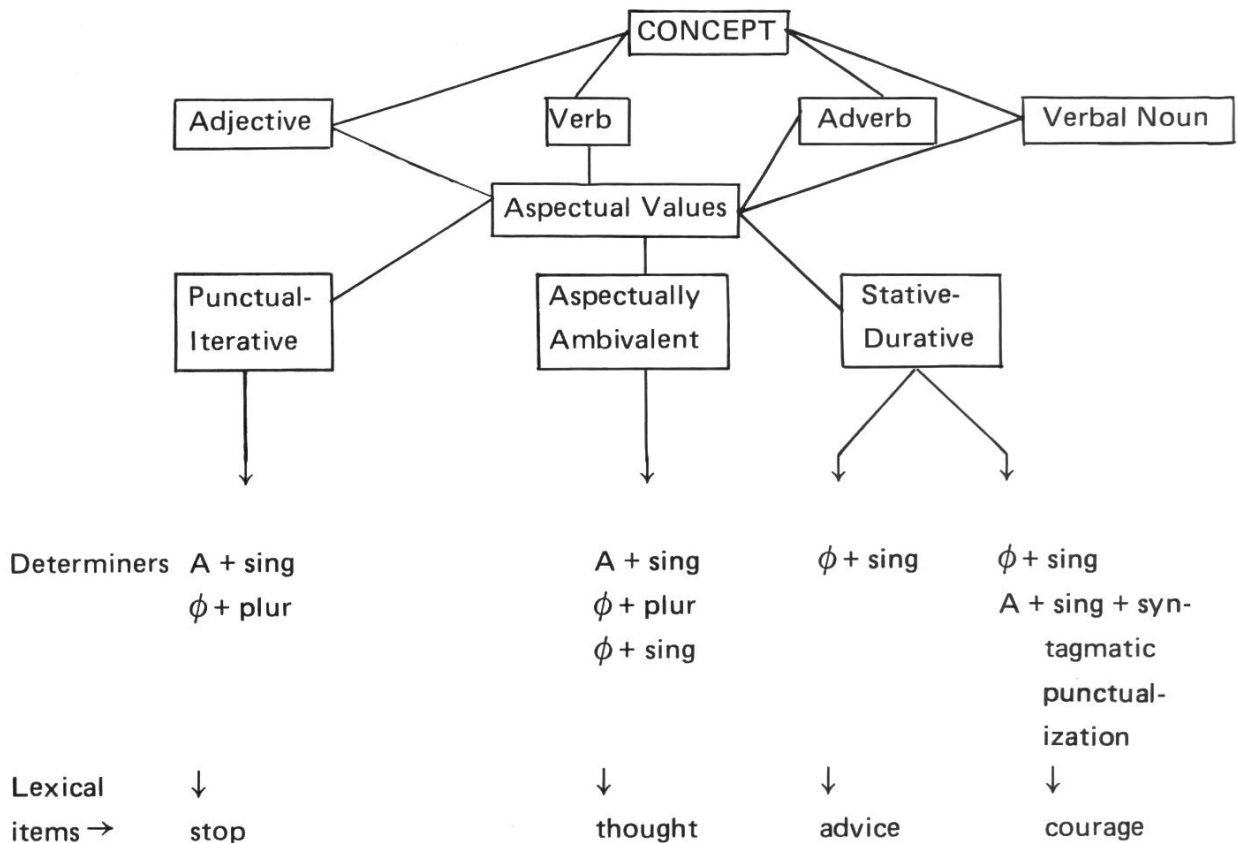 CONCEPT
Adjective Verb Adverb Verbal Noun
Aspectual Values
Punctual- Aspectually Stative-
Iterative Ambivalent Durative
Determiners A + sing A + sing ϕ + sing ϕ + sing
ϕ + plur ϕ + plur A + sing + syn-
ϕ + sing tagmatic
punctual-
ization
Lexical ↓ ↓ ↓ ↓
items → stop thought advice courage